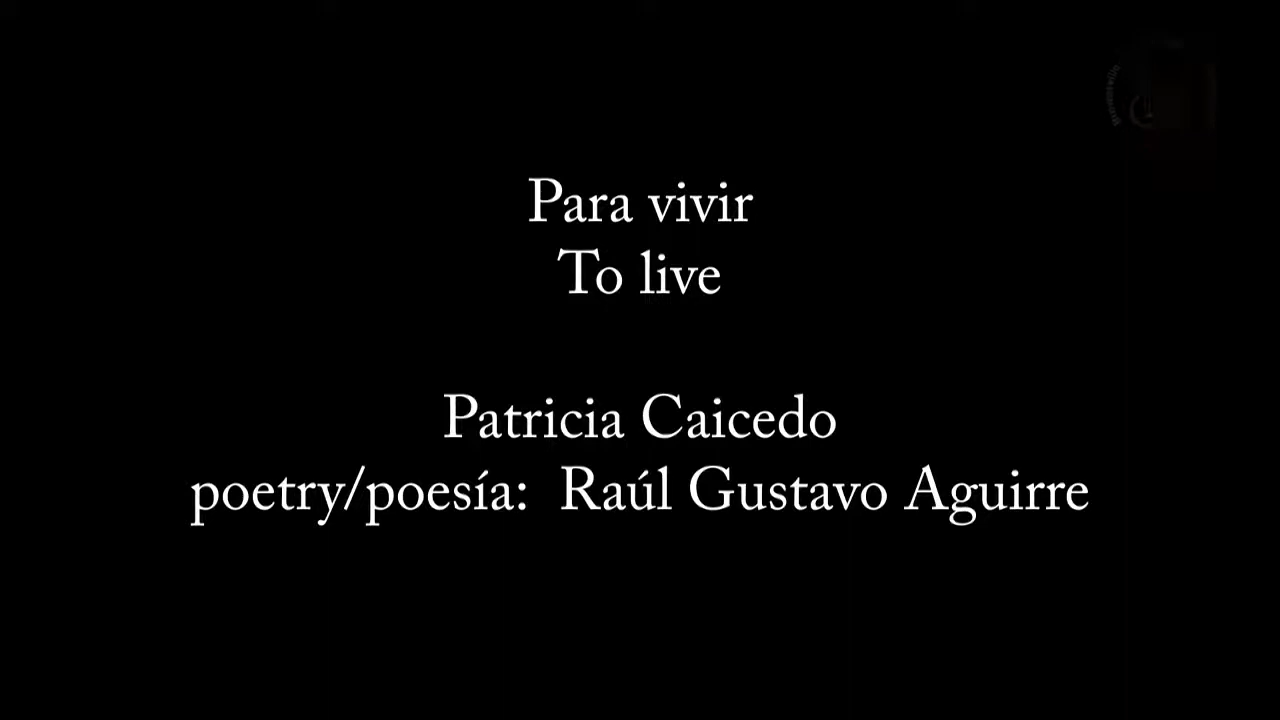 Para vivir
To live
Patricia Caicedo
poetry/poesía: Raúl Gustavo Aguirre